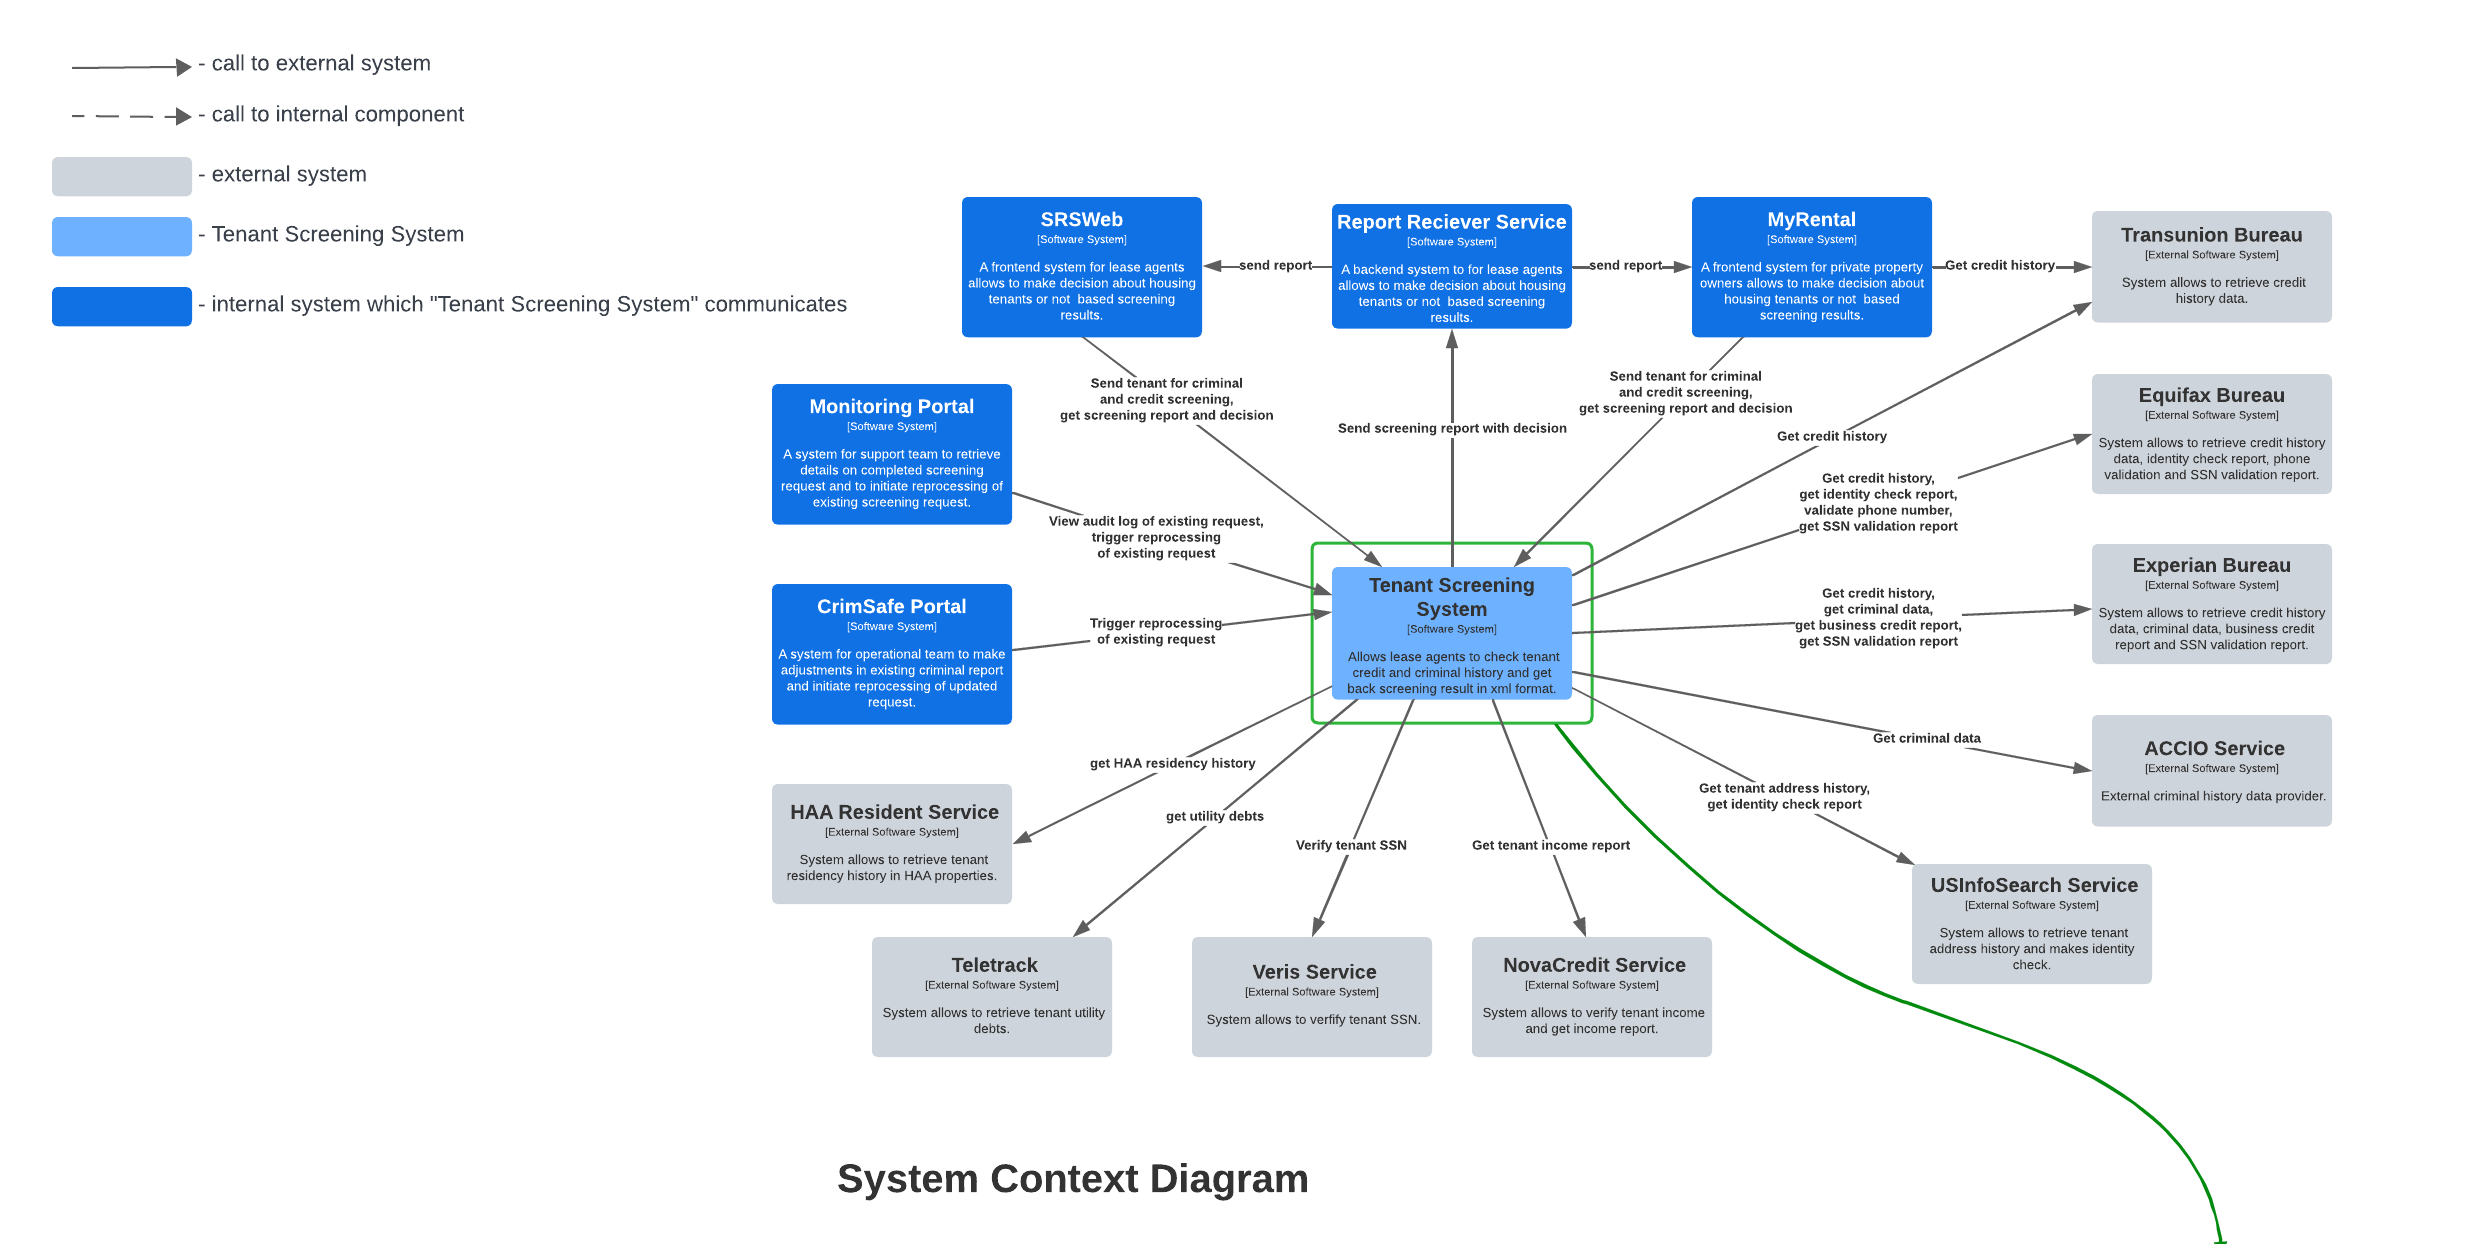 - call to external system
- call to internal component
- external system
- Tenant Screening System
- internal system which "Tenant Screening System" communicates
SRSWeb
[Software System]
A frontend system for lease agents
allows to make decision about housing
tenants or not  based screening
results.
send report
Report Reciever Service
[Software System]
A backend system to for lease agents
allows to make decision about housing
tenants or not  based screening
results.
send report
MyRental
[Software System]
A frontend system for private property
owners allows to make decision about
housing tenants or not  based
screening results.
Get credit history
Transunion Bureau
[External Software System]
System allows to retrieve credit
history data.
Send tenant for criminal
and credit screening,
get screening report and decision
Send screening report with decision
Send tenant for criminal
and credit screening,
get screening report and decision
Get credit history
Equifax Bureau
[External Software System]
System allows to retrieve credit history
data, identity check report, phone
validation and SSN validation report.
Monitoring Portal
[Software System]
A system for support team to retrieve
details on completed screening
request and to initiate reprocessing of
existing screening request.
View audit log of existing request,
trigger reprocessing
of existing request
Get credit history,
get identity check report,
validate phone number,
get SSN validation report
Experian Bureau
[External Software System]
System allows to retrieve credit history
data, criminal data, business credit
report and SSN validation report.
CrimSafe Portal
[Software System]
A system for operational team to make
adjustments in existing criminal report
and initiate reprocessing of updated
request.
Trigger reprocessing
of existing request
Tenant Screening
System
[Software System]
Allows lease agents to check tenant
credit and criminal history and get
back screening result in xml format.
Get credit history,
get criminal data,
get business credit report,
get SSN validation report
Get criminal data
ACCIO Service
[External Software System]
External criminal history data provider.
get HAA residency history
HAA Resident Service
[External Software System]
System allows to retrieve tenant
residency history in HAA properties.
get utility debts
Verify tenant SSN
Get tenant income report
Get tenant address history,
get identity check report
USInfoSearch Service
[External Software System]
System allows to retrieve tenant
address history and makes identity
check.
Teletrack
[External Software System]
System allows to retrieve tenant utility
debts.
Veris Service
[External Software System]
System allows to verfify tenant SSN.
NovaCredit Service
[External Software System]
System allows to verify tenant income
and get income report.
System Context Diagram